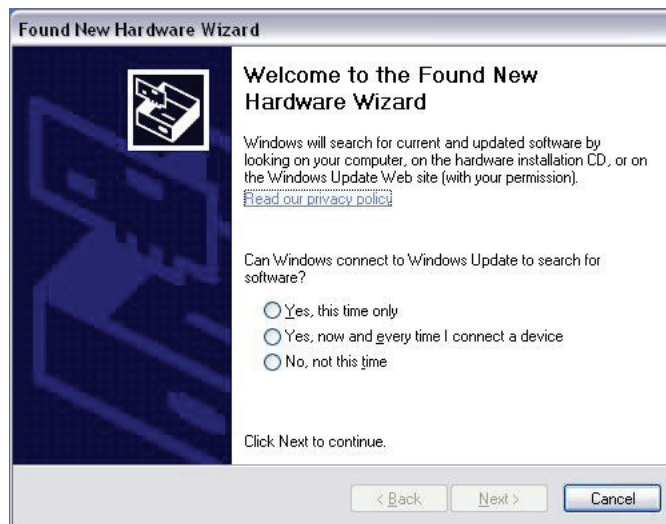 Found New Hardware Wizard
Welcome to the Found New
Hardware Wizard
Windows will search for current and updated software by
looking on your computer, on the hardware installation CD, or on
the Windows Update Web site (with your permission).
Read our privacy policy
Can Windows connect to Windows Update to search for
software?
Yes, this time only
Yes, now and every time I connect a device
No, not this time
Click Next to continue.
< Back
Next >
Cancel